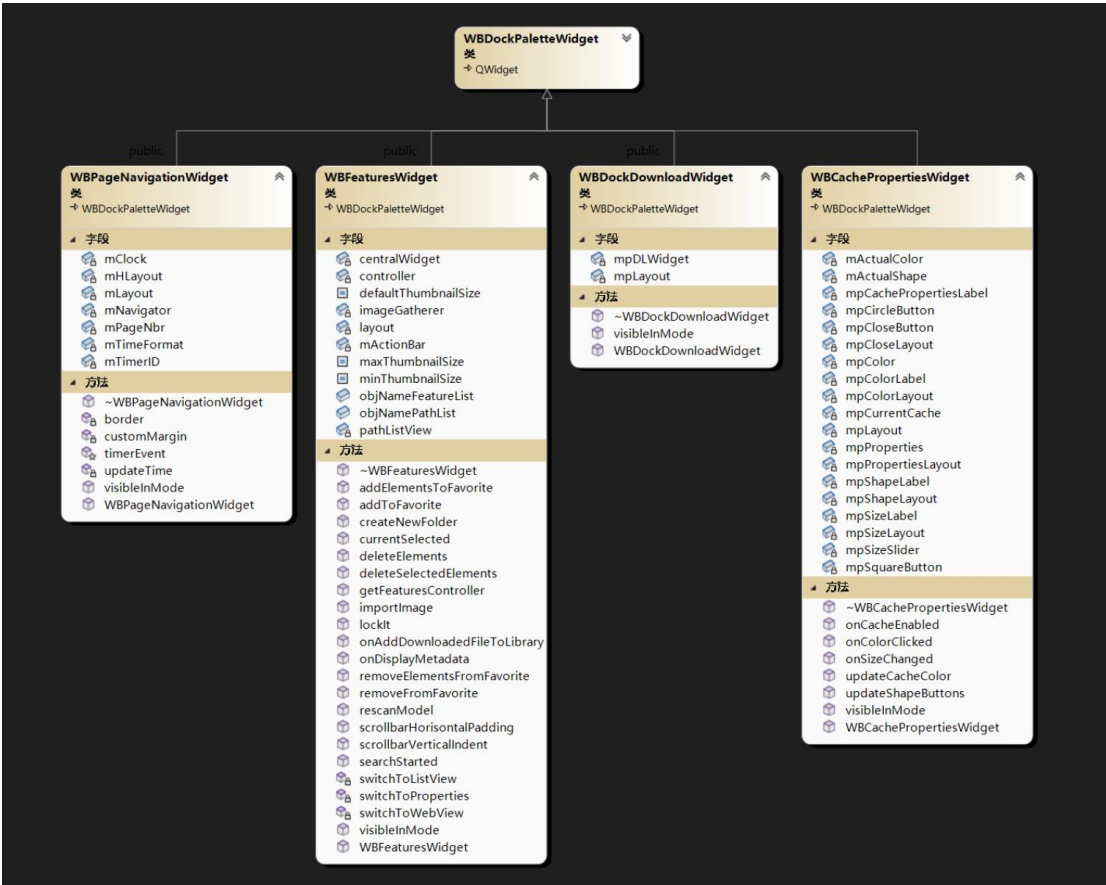 WBDockPaletteWidget
类
QWidget
public
public
public
WBPageNavigationWidget
类
WBDockPaletteWidget
字段
mClock
mHLayout
mLayout
mNavigator
mPageNbr
mTimeFormat
mTimerID
方法
~WBPageNavigationWidget
border
customMargin
timerEvent
updateTime
visibleInMode
WBPageNavigationWidget
WBFeaturesWidget
类
WBDockPaletteWidget
字段
centralWidget
controller
defaultThumbnailSize
imageGatherer
layout
mActionBar
maxThumbnailSize
minThumbnailSize
objNameFeatureList
objNamePathList
pathListView
方法
~WBFeaturesWidget
addElementsToFavorite
addToFavorite
createNewFolder
currentSelected
deleteElements
deleteSelectedElements
getFeaturesController
importImage
lockIt
onAddDownloadedFileToLibrary
onDisplayMetadata
removeElementsFromFavorite
removeFromFavorite
rescanModel
scrollbarHorisontalPadding
scrollbarVerticalIndent
searchStarted
switchToListView
switchToProperties
switchToWebView
visibleInMode
WBFeaturesWidget
WBDockDownloadWidget
类
WBDockPaletteWidget
字段
mpDLWidget
mpLayout
方法
~WBDockDownloadWidget
visibleInMode
WBDockDownloadWidget
WBCachePropertiesWidget
类
WBDockPaletteWidget
字段
mActualColor
mActualShape
mpCachePropertiesLabel
mpCircleButton
mpCloseButton
mpCloseLayout
mpColor
mpColorLabel
mpColorLayout
mpCurrentCache
mpLayout
mpProperties
mpPropertiesLayout
mpShapeLabel
mpShapeLayout
mpSizeLabel
mpSizeLayout
mpSizeSlider
mpSquareButton
方法
~WBCachePropertiesWidget
onCacheEnabled
onColorClicked
onSizeChanged
updateCacheColor
updateShapeButtons
visibleInMode
WBCachePropertiesWidget